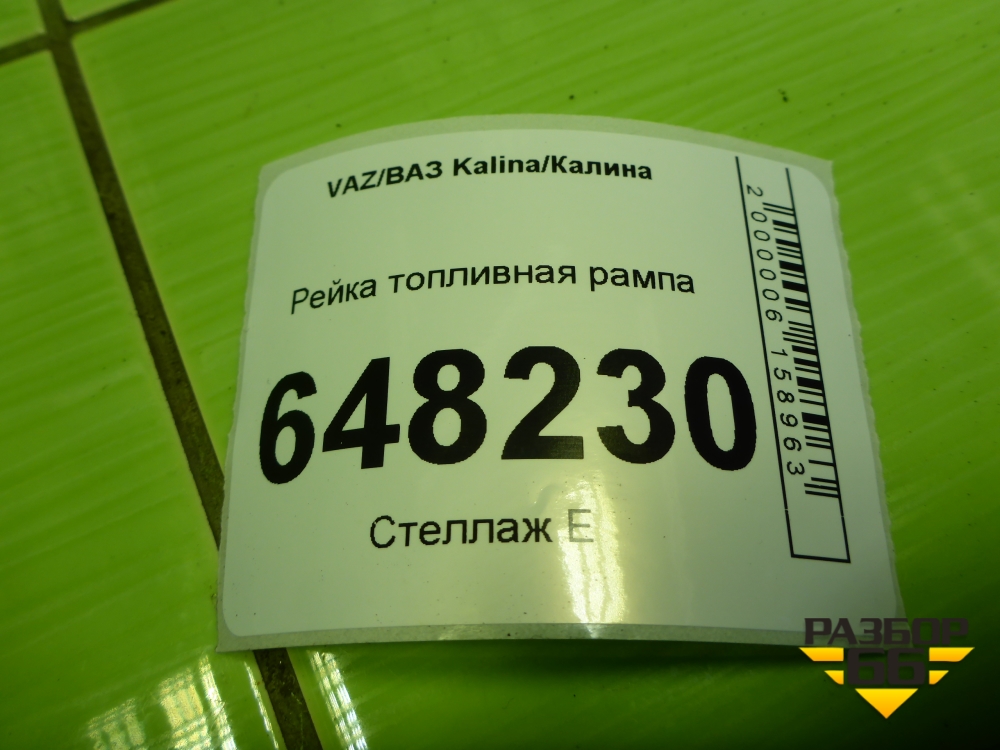 VAZ/ВАЗ Kalina/Калина
Рейка топливная рампа
648230
Стеллаж Е
2000006158963
РАЗБОР
66